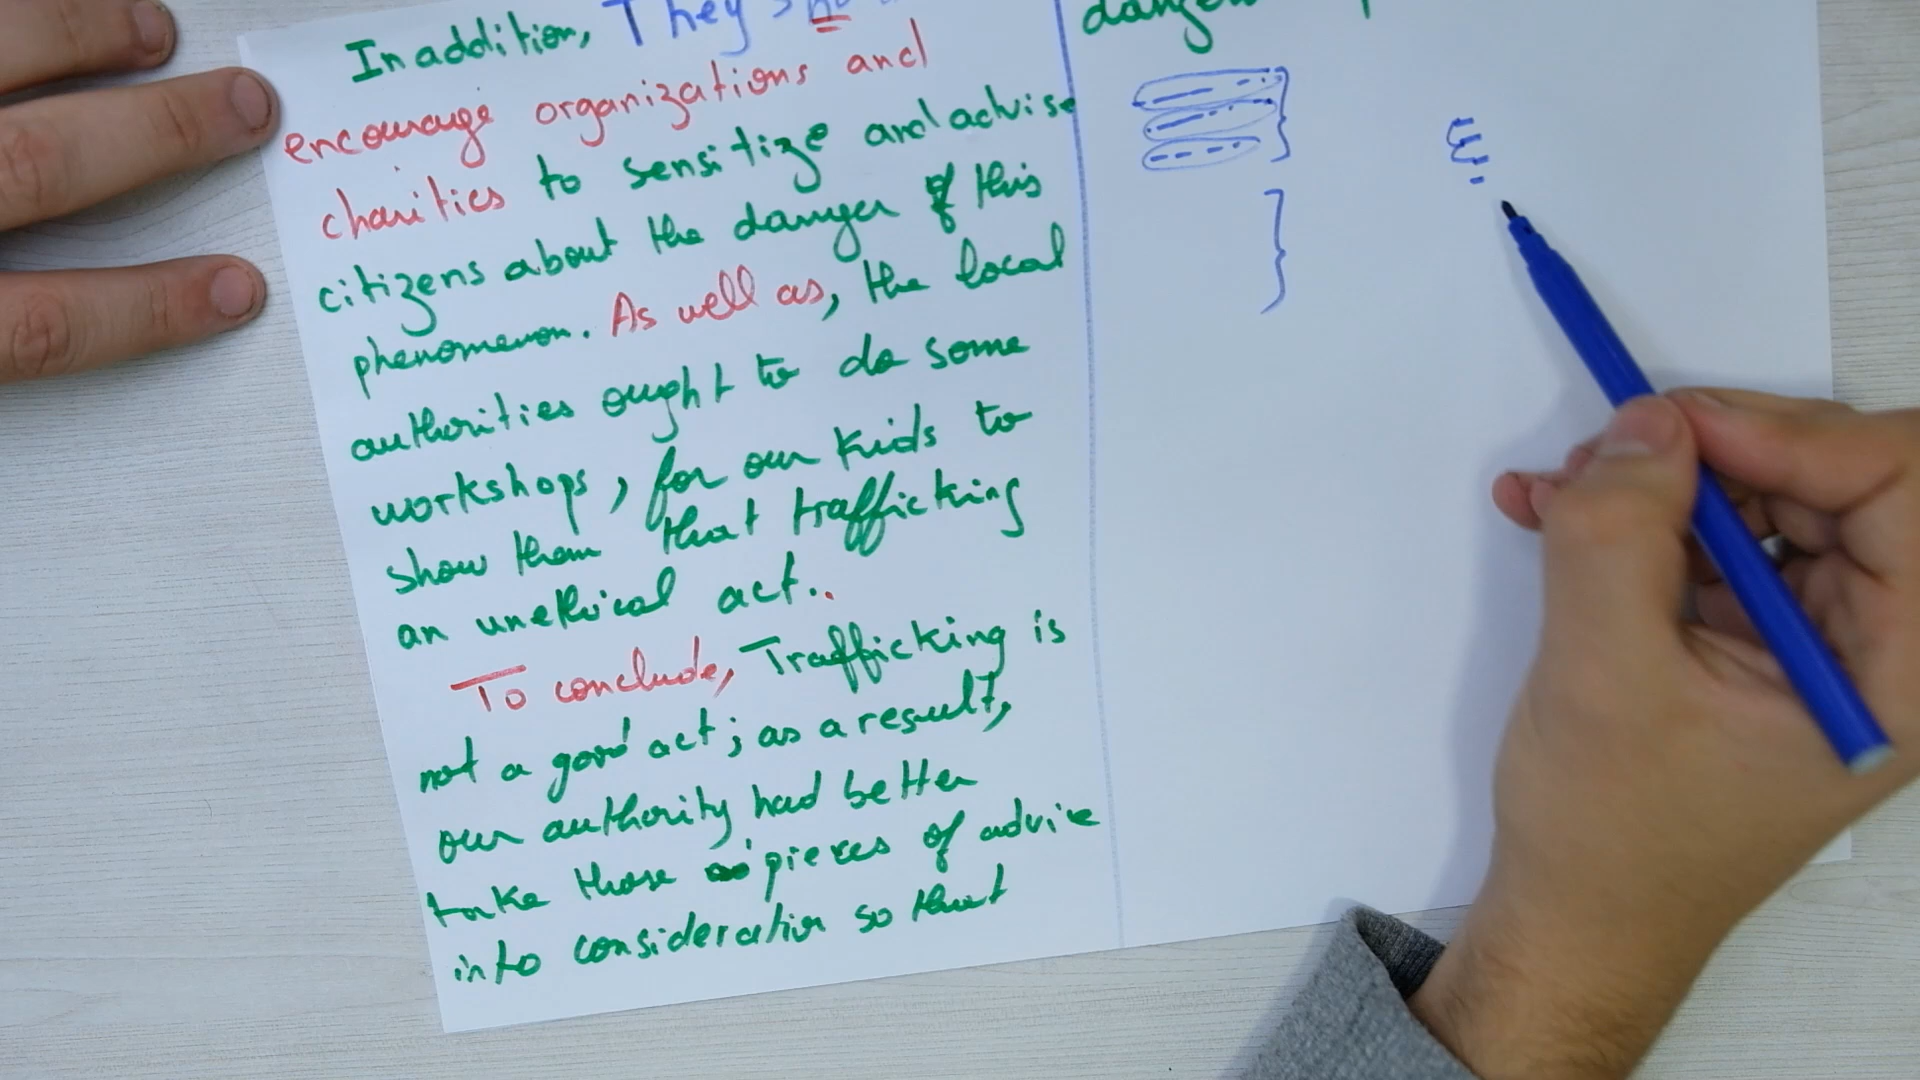 In addition, They
encourage organizations and
charities to sensitize and advise
citizens about the danger of this
phenomenon. As well as, the local
authorities ought to do some
workshops, for our kids to
show them that trafficking
an unethical act..
To conclude, Trafficking is
not a good act; as a result,
our authority had better
take those pieces of advice
into consideration so that